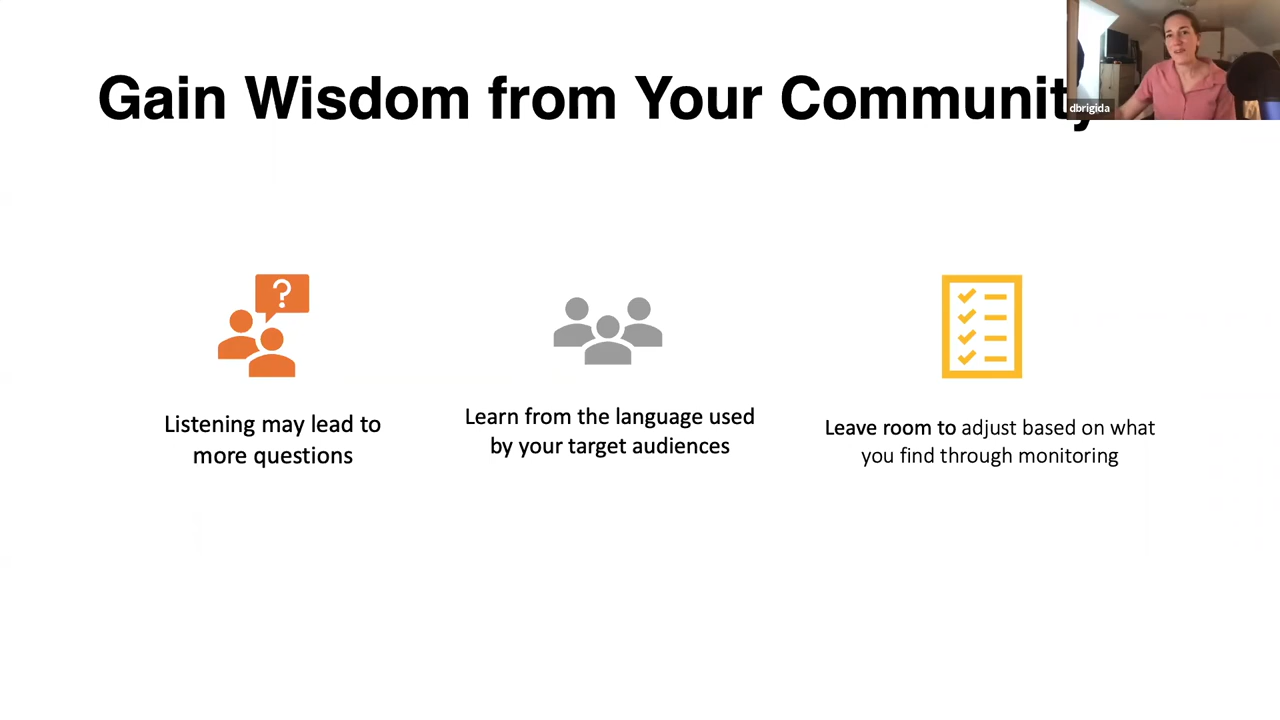 Gain Wisdom from Your Community
dbrigida
?
Listening may lead to
more questions
Learn from the language used
by your target audiences
Leave room to adjust based on what
you find through monitoring